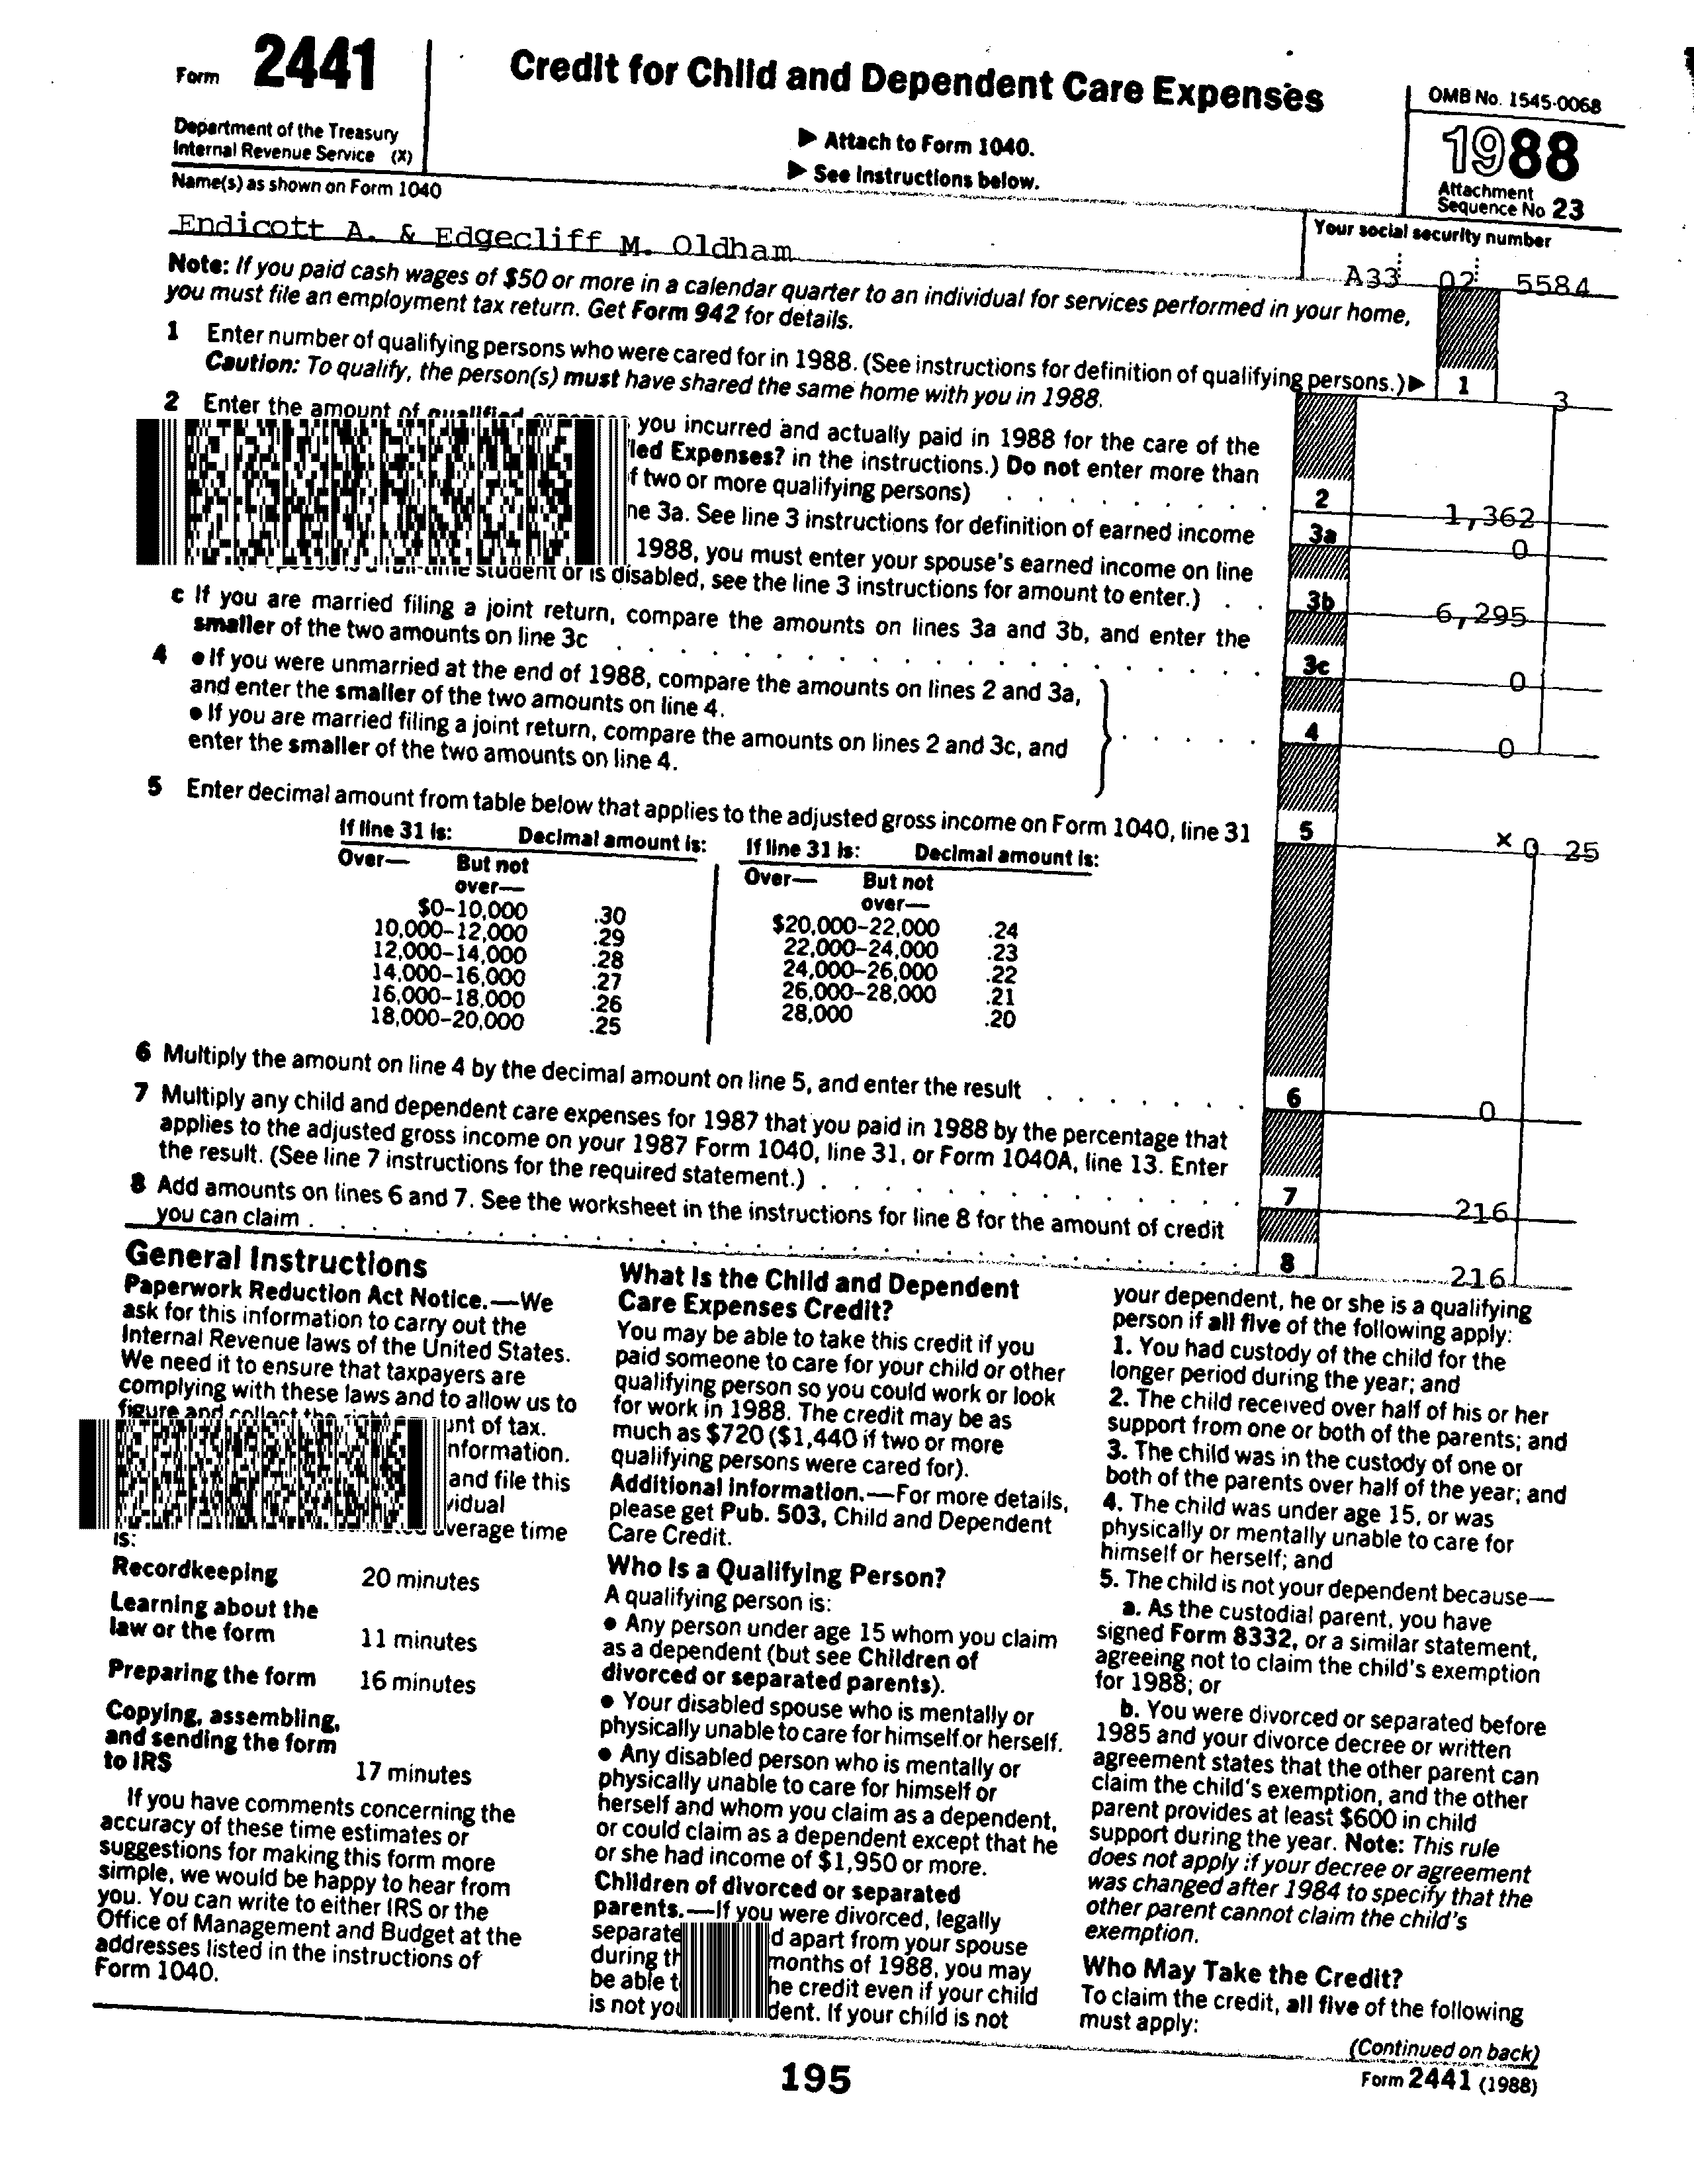 Form 2441
Department of the Treasury
Internal Revenue Service (X)
Credit for Child and Dependent Care Expenses
▶ Attach to Form 1040.
▶ See Instructions below.
OMB No. 1545-0068
1988
Attachment
Sequence No 23
Name(s) as shown on Form 1040
Your social security number
Endicott A. & Edgecliff M. Oldham
A33 02 5584
Note: If you paid cash wages of $50 or more in a calendar quarter to an individual for services performed in your home,
you must file an employment tax return. Get Form 942 for details.
1 Enter number of qualifying persons who were cared for in 1988. (See instructions for definition of qualifying persons.) ▶ 1 3
Caution: To qualify, the person(s) must have shared the same home with you in 1988.
2 Enter the amount of qualified you incurred and actually paid in 1988 for the care of the
Expenses? in the instructions.) Do not enter more than
two or more qualifying persons) . . . . . . . . 2 1,362
3a. See line 3 instructions for definition of earned income 3a 0
1988, you must enter your spouse's earned income on line
student or is disabled, see the line 3 instructions for amount to enter.) . . 3b 6,295
c If you are married filing a joint return, compare the amounts on lines 3a and 3b, and enter the
smaller of the two amounts on line 3c . . . . . . . . . . . . . . . . . . . 3c 0
4 ● If you were unmarried at the end of 1988, compare the amounts on lines 2 and 3a,
and enter the smaller of the two amounts on line 4.
● If you are married filing a joint return, compare the amounts on lines 2 and 3c, and
enter the smaller of the two amounts on line 4. } . . . . . 4 0
5 Enter decimal amount from table below that applies to the adjusted gross income on Form 1040, line 31 5 × 0 25
If line 31 is: Decimal amount is: If line 31 is: Decimal amount is:
Over— But not over— Over— But not over—
$0–10,000 .30 $20,000–22,000 .24
10,000–12,000 .29 22,000–24,000 .23
12,000–14,000 .28 24,000–26,000 .22
14,000–16,000 .27 26,000–28,000 .21
16,000–18,000 .26 28,000 .20
18,000–20,000 .25
6 Multiply the amount on line 4 by the decimal amount on line 5, and enter the result . . . . . . . 6 0
7 Multiply any child and dependent care expenses for 1987 that you paid in 1988 by the percentage that
applies to the adjusted gross income on your 1987 Form 1040, line 31, or Form 1040A, line 13. Enter
the result. (See line 7 instructions for the required statement.) . . . . . . . . . . . . . . 7 216
8 Add amounts on lines 6 and 7. See the worksheet in the instructions for line 8 for the amount of credit
you can claim . . . . . . . . . . . . . . . . . . . . . . . . . . . . . 8 216
General Instructions
Paperwork Reduction Act Notice.—We
ask for this information to carry out the
Internal Revenue laws of the United States.
We need it to ensure that taxpayers are
complying with these laws and to allow us to
figure and collect the right of tax.
and file this
average time
is:
Recordkeeping 20 minutes
Learning about the
law or the form 11 minutes
Preparing the form 16 minutes
Copying, assembling,
and sending the form
to IRS 17 minutes
If you have comments concerning the
accuracy of these time estimates or
suggestions for making this form more
simple, we would be happy to hear from
you. You can write to either IRS or the
Office of Management and Budget at the
addresses listed in the instructions of
Form 1040.
What Is the Child and Dependent
Care Expenses Credit?
You may be able to take this credit if you
paid someone to care for your child or other
qualifying person so you could work or look
for work in 1988. The credit may be as
much as $720 ($1,440 if two or more
qualifying persons were cared for).
Additional Information.—For more details,
please get Pub. 503, Child and Dependent
Care Credit.
Who Is a Qualifying Person?
A qualifying person is:
● Any person under age 15 whom you claim
as a dependent (but see Children of
divorced or separated parents).
● Your disabled spouse who is mentally or
physically unable to care for himself or herself.
● Any disabled person who is mentally or
physically unable to care for himself or
herself and whom you claim as a dependent,
or could claim as a dependent except that he
or she had income of $1,950 or more.
Children of divorced or separated
parents.—If you were divorced, legally
apart from your spouse
during months of 1988, you may
be able credit even if your child
is not If your child is not
your dependent, he or she is a qualifying
person if all five of the following apply:
1. You had custody of the child for the
longer period during the year; and
2. The child received over half of his or her
support from one or both of the parents; and
3. The child was in the custody of one or
both of the parents over half of the year; and
4. The child was under age 15, or was
physically or mentally unable to care for
himself or herself; and
5. The child is not your dependent because—
a. As the custodial parent, you have
signed Form 8332, or a similar statement,
agreeing not to claim the child's exemption
for 1988; or
b. You were divorced or separated before
1985 and your divorce decree or written
agreement states that the other parent can
claim the child's exemption, and the other
parent provides at least $600 in child
support during the year. Note: This rule
does not apply if your decree or agreement
was changed after 1984 to specify that the
other parent cannot claim the child's
exemption.
Who May Take the Credit?
To claim the credit, all five of the following
must apply:
(Continued on back)
195
Form 2441 (1988)